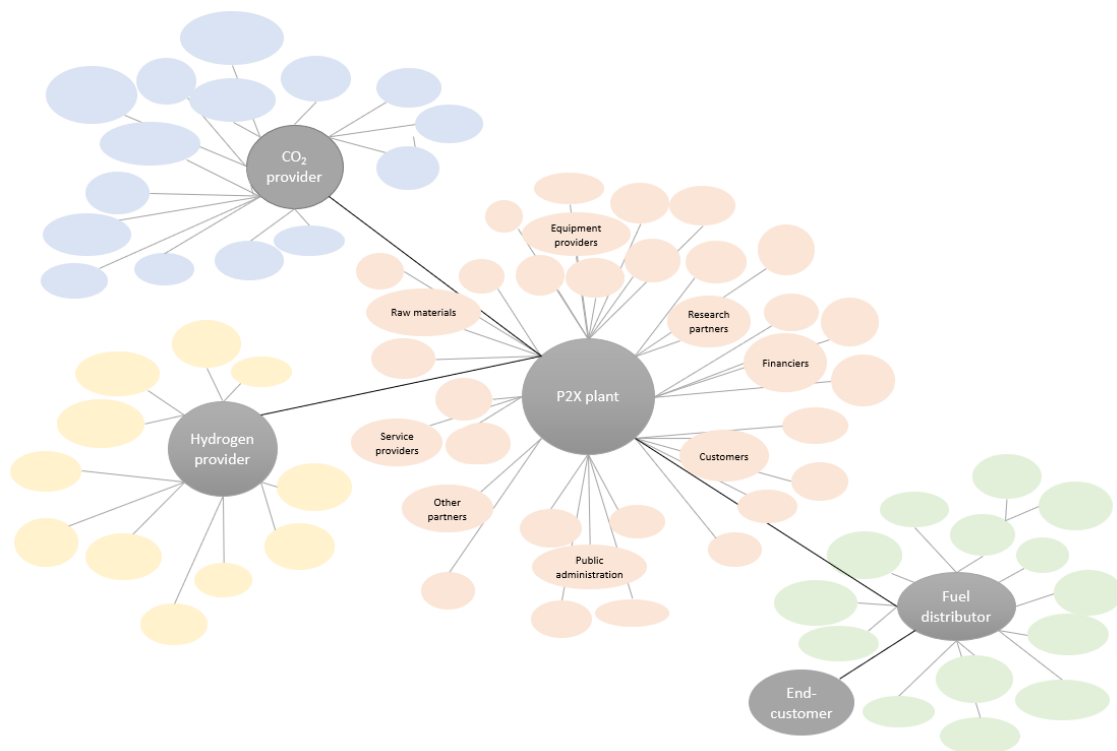 CO₂
provider
Equipment
providers
Raw materials
Research
partners
Financiers
P2X plant
Hydrogen
provider
Service
providers
Customers
Other
partners
Public
administration
Fuel
distributor
End-
customer